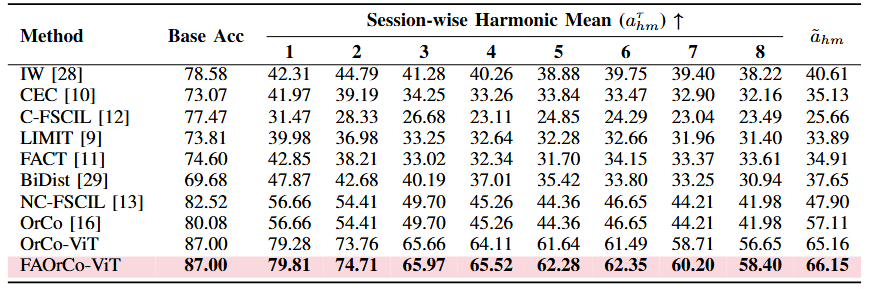 Method Base Acc Session-wise Harmonic Mean (a^τ_hm) ↑ ã_hm
1 2 3 4 5 6 7 8
IW [28] 78.58 42.31 44.79 41.28 40.26 38.88 39.75 39.40 38.22 40.61
CEC [10] 73.07 41.97 39.19 34.25 33.26 33.84 33.47 32.90 32.16 35.13
C-FSCIL [12] 77.47 31.47 28.33 26.68 23.11 24.85 24.29 23.04 23.49 25.66
LIMIT [9] 73.81 39.98 36.98 33.25 32.64 32.28 32.66 31.96 31.40 33.89
FACT [11] 74.60 42.85 38.21 33.02 32.34 31.70 34.15 33.37 33.61 34.91
BiDist [29] 69.68 47.87 42.68 40.19 37.01 35.42 33.80 33.25 30.94 37.65
NC-FSCIL [13] 82.52 56.66 54.41 49.70 45.26 44.36 46.65 44.21 41.98 47.90
OrCo [16] 80.08 56.66 54.41 49.70 45.26 44.36 46.65 44.21 41.98 57.11
OrCo-ViT 87.00 79.28 73.76 65.66 64.11 61.64 61.49 58.71 56.65 65.16
FAOrCo-ViT 87.00 79.81 74.71 65.97 65.52 62.28 62.35 60.20 58.40 66.15